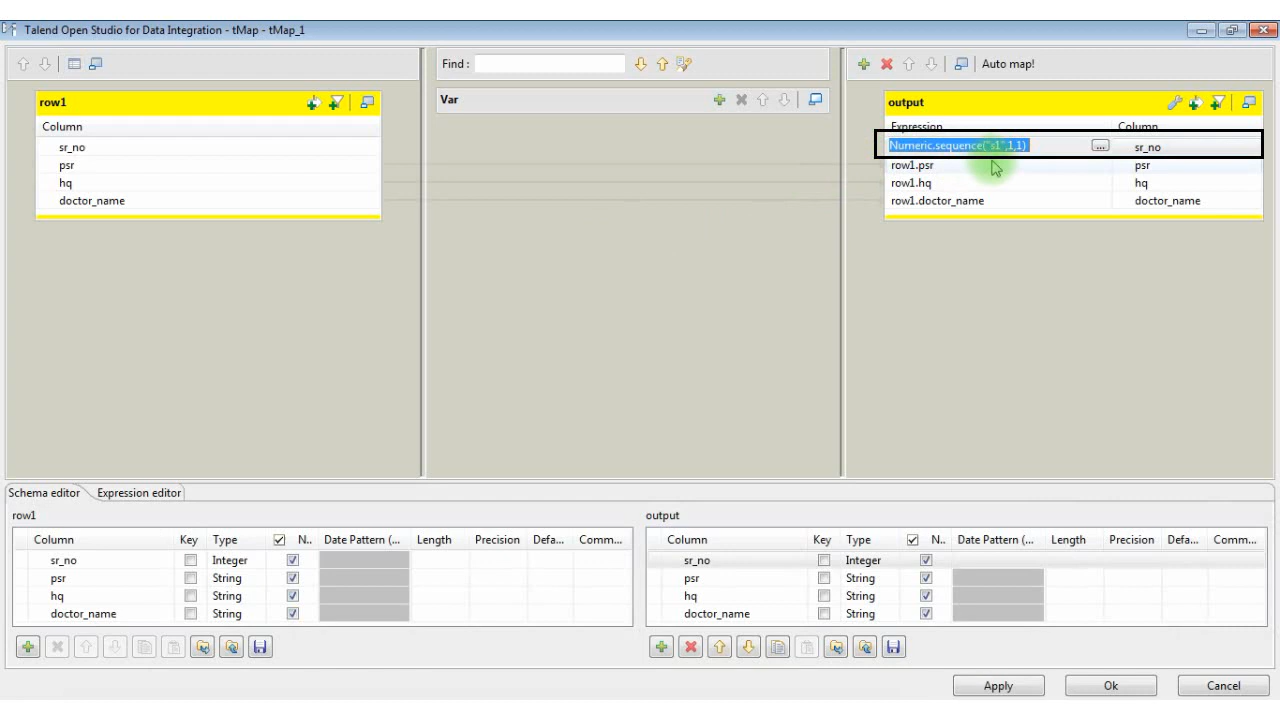 Talend Open Studio for Data Integration - tMap - tMap_1
Find :
Auto map!
row1
Var
output
Column
Expression Column
sr_no
Numeric.sequence("s1",1,1) ... sr_no
psr
row1.psr psr
hq
row1.hq hq
doctor_name
row1.doctor_name doctor_name
Schema editor Expression editor
row1
output
Column Key Type N.. Date Pattern (... Length Precision Defa... Comm...
sr_no Integer
psr String
hq String
doctor_name String
Column Key Type N.. Date Pattern (... Length Precision Defa... Comm...
sr_no Integer
psr String
hq String
doctor_name String
Apply Ok Cancel